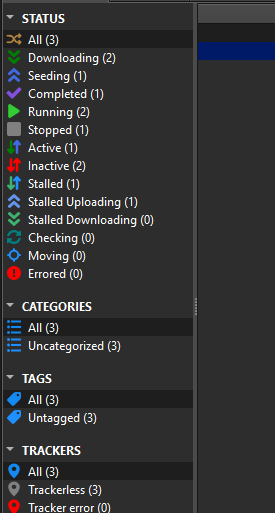 STATUS
All (3)
Downloading (2)
Seeding (1)
Completed (1)
Running (2)
Stopped (1)
Active (1)
Inactive (2)
Stalled (1)
Stalled Uploading (1)
Stalled Downloading (0)
Checking (0)
Moving (0)
Errored (0)
CATEGORIES
All (3)
Uncategorized (3)
TAGS
All (3)
Untagged (3)
TRACKERS
All (3)
Trackerless (3)
Tracker error (0)